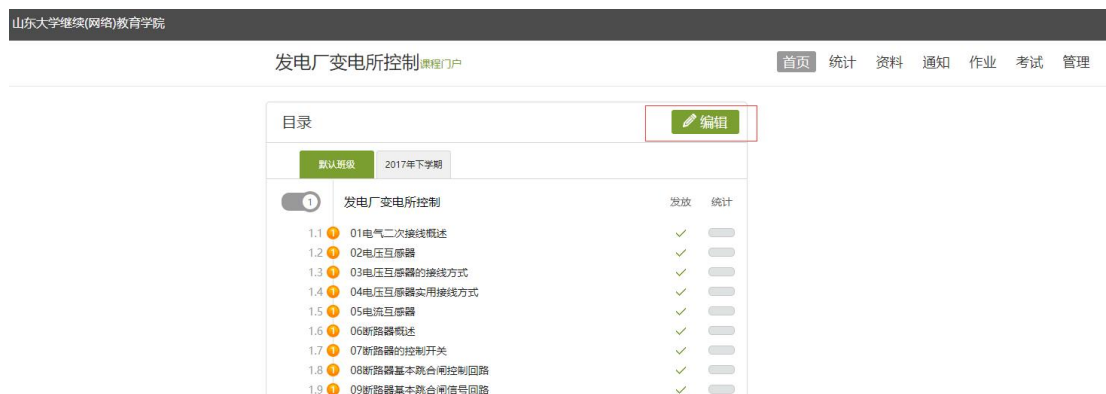 山东大学继续(网络)教育学院
发电厂变电所控制课程门户
首页 统计 资料 通知 作业 考试 管理
目录
编辑
默认班级 2017年下学期
1 发电厂变电所控制 发放 统计
1.1 1 01电气二次接线概述
1.2 1 02电压互感器
1.3 1 03电压互感器的接线方式
1.4 1 04电压互感器实用接线方式
1.5 1 05电流互感器
1.6 1 06断路器概述
1.7 1 07断路器的控制开关
1.8 1 08断路器基本跳合闸控制回路
1.9 1 09断路器基本跳合闸信号回路